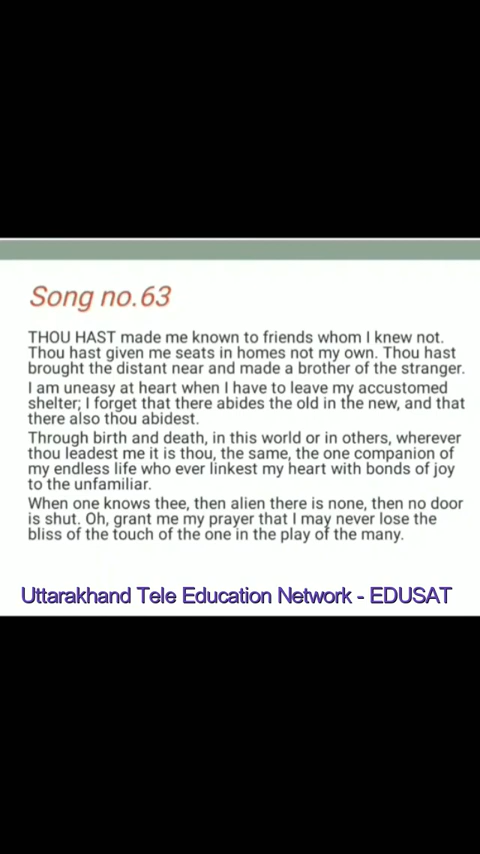 Song no.63
THOU HAST made me known to friends whom I knew not.
Thou hast given me seats in homes not my own. Thou hast
brought the distant near and made a brother of the stranger.
I am uneasy at heart when I have to leave my accustomed
shelter; I forget that there abides the old in the new, and that
there also thou abidest.
Through birth and death, in this world or in others, wherever
thou leadest me it is thou, the same, the one companion of
my endless life who ever linkest my heart with bonds of joy
to the unfamiliar.
When one knows thee, then alien there is none, then no door
is shut. Oh, grant me my prayer that I may never lose the
bliss of the touch of the one in the play of the many.
Uttarakhand Tele Education Network - EDUSAT